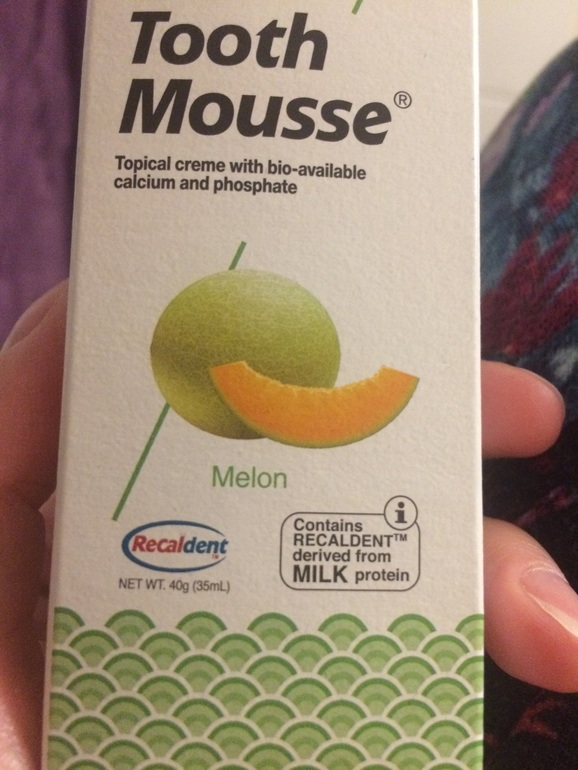 Tooth
Mousse®
Topical creme with bio-available
calcium and phosphate
Melon
Recaldent™
NET WT. 40g (35mL)
i
Contains
RECALDENT™
derived from
MILK protein